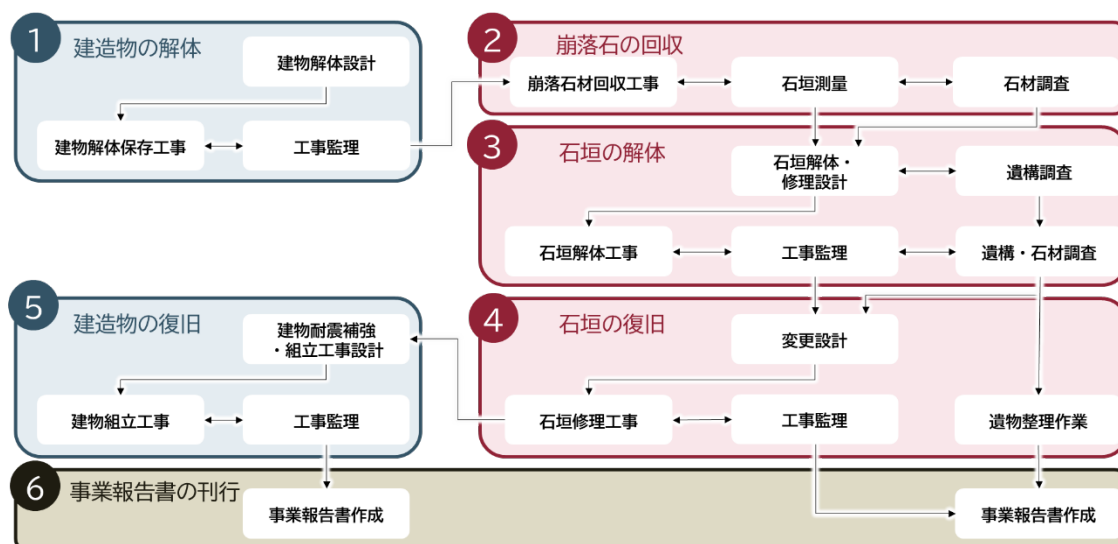 1
建造物の解体
建物解体設計
建物解体保存工事
工事監理
2
崩落石の回収
崩落石材回収工事
石垣測量
石材調査
3
石垣の解体
石垣解体・
修理設計
遺構調査
石垣解体工事
工事監理
遺構・石材調査
4
石垣の復旧
変更設計
石垣修理工事
工事監理
遺物整理作業
5
建造物の復旧
建物耐震補強
・組立工事設計
建物組立工事
工事監理
6
事業報告書の刊行
事業報告書作成
事業報告書作成